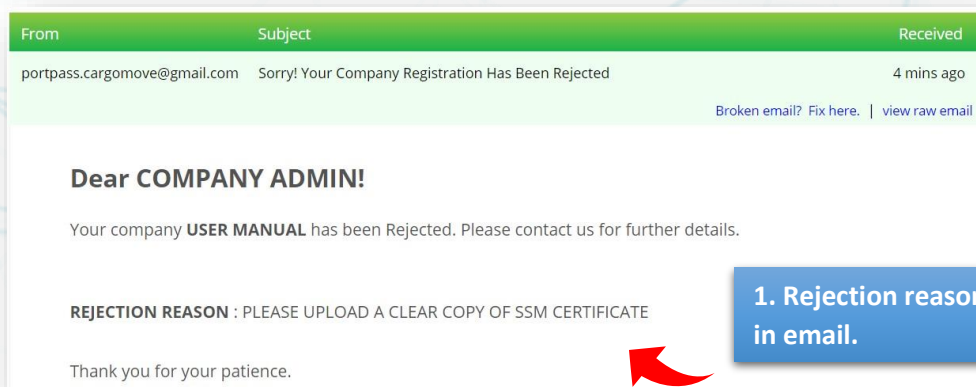 From Subject Received
portpass.cargomove@gmail.com Sorry! Your Company Registration Has Been Rejected 4 mins ago
Broken email? Fix here. | view raw email
Dear COMPANY ADMIN!
Your company USER MANUAL has been Rejected. Please contact us for further details.
REJECTION REASON : PLEASE UPLOAD A CLEAR COPY OF SSM CERTIFICATE
1. Rejection reason
in email.
Thank you for your patience.